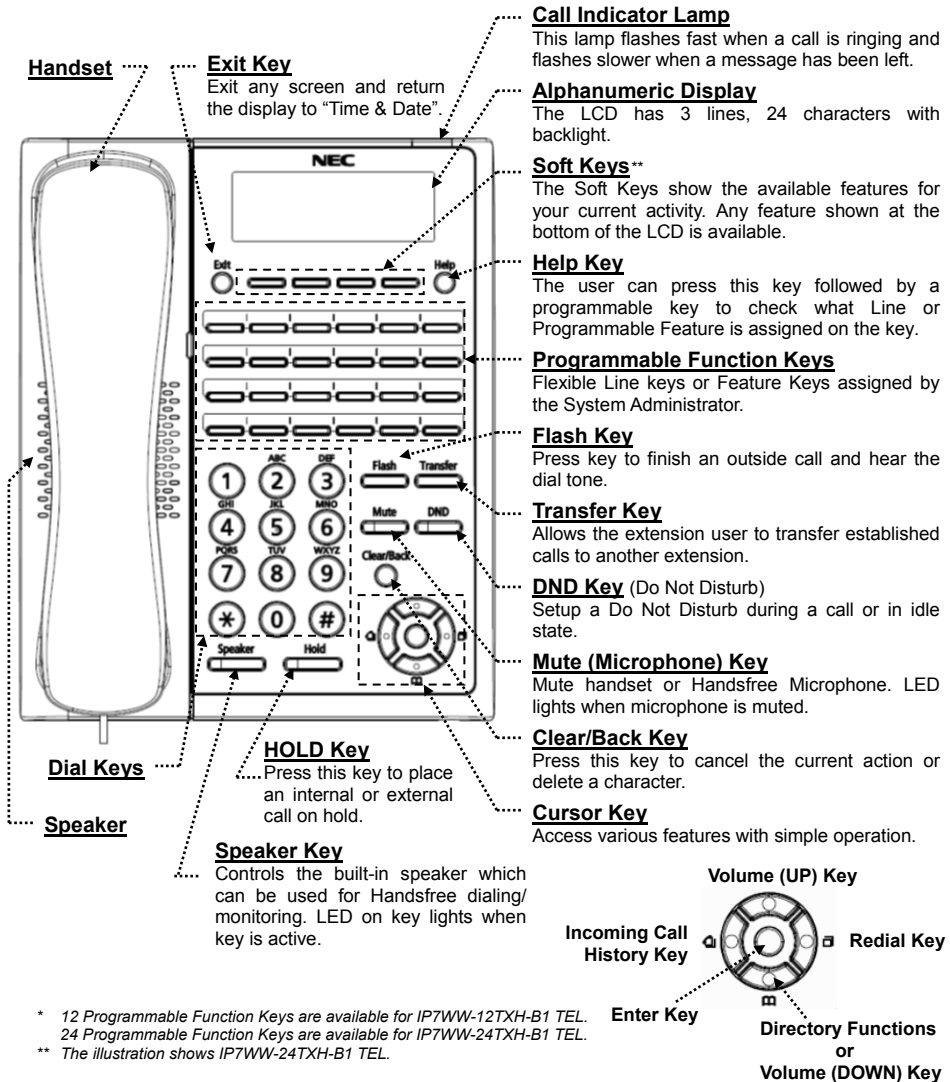 Handset
Exit Key
Exit any screen and return
the display to “Time & Date”.
Call Indicator Lamp
This lamp flashes fast when a call is ringing and
flashes slower when a message has been left.
Alphanumeric Display
The LCD has 3 lines, 24 characters with
backlight.
Soft Keys**
The Soft Keys show the available features for
your current activity. Any feature shown at the
bottom of the LCD is available.
Help Key
The user can press this key followed by a
programmable key to check what Line or
Programmable Feature is assigned on the key.
Programmable Function Keys
Flexible Line keys or Feature Keys assigned by
the System Administrator.
Flash Key
Press key to finish an outside call and hear the
dial tone.
Transfer Key
Allows the extension user to transfer established
calls to another extension.
DND Key (Do Not Disturb)
Setup a Do Not Disturb during a call or in idle
state.
Mute (Microphone) Key
Mute handset or Handsfree Microphone. LED
lights when microphone is muted.
Clear/Back Key
Press this key to cancel the current action or
delete a character.
Cursor Key
Access various features with simple operation.
NEC
Exit
Help
ABC DEF
1 2 3
Flash Transfer
GHI JKL MNO
4 5 6
Mute DND
PQRS TUV WXYZ
7 8 9
Clear/Back
* 0 #
Speaker Hold
Dial Keys
Speaker
HOLD Key
Press this key to place
an internal or external
call on hold.
Speaker Key
Controls the built-in speaker which
can be used for Handsfree dialing/
monitoring. LED on key lights when
key is active.
Volume (UP) Key
Incoming Call
History Key
Redial Key
Enter Key
Directory Functions
or
Volume (DOWN) Key
* 12 Programmable Function Keys are available for IP7WW-12TXH-B1 TEL.
24 Programmable Function Keys are available for IP7WW-24TXH-B1 TEL.
** The illustration shows IP7WW-24TXH-B1 TEL.